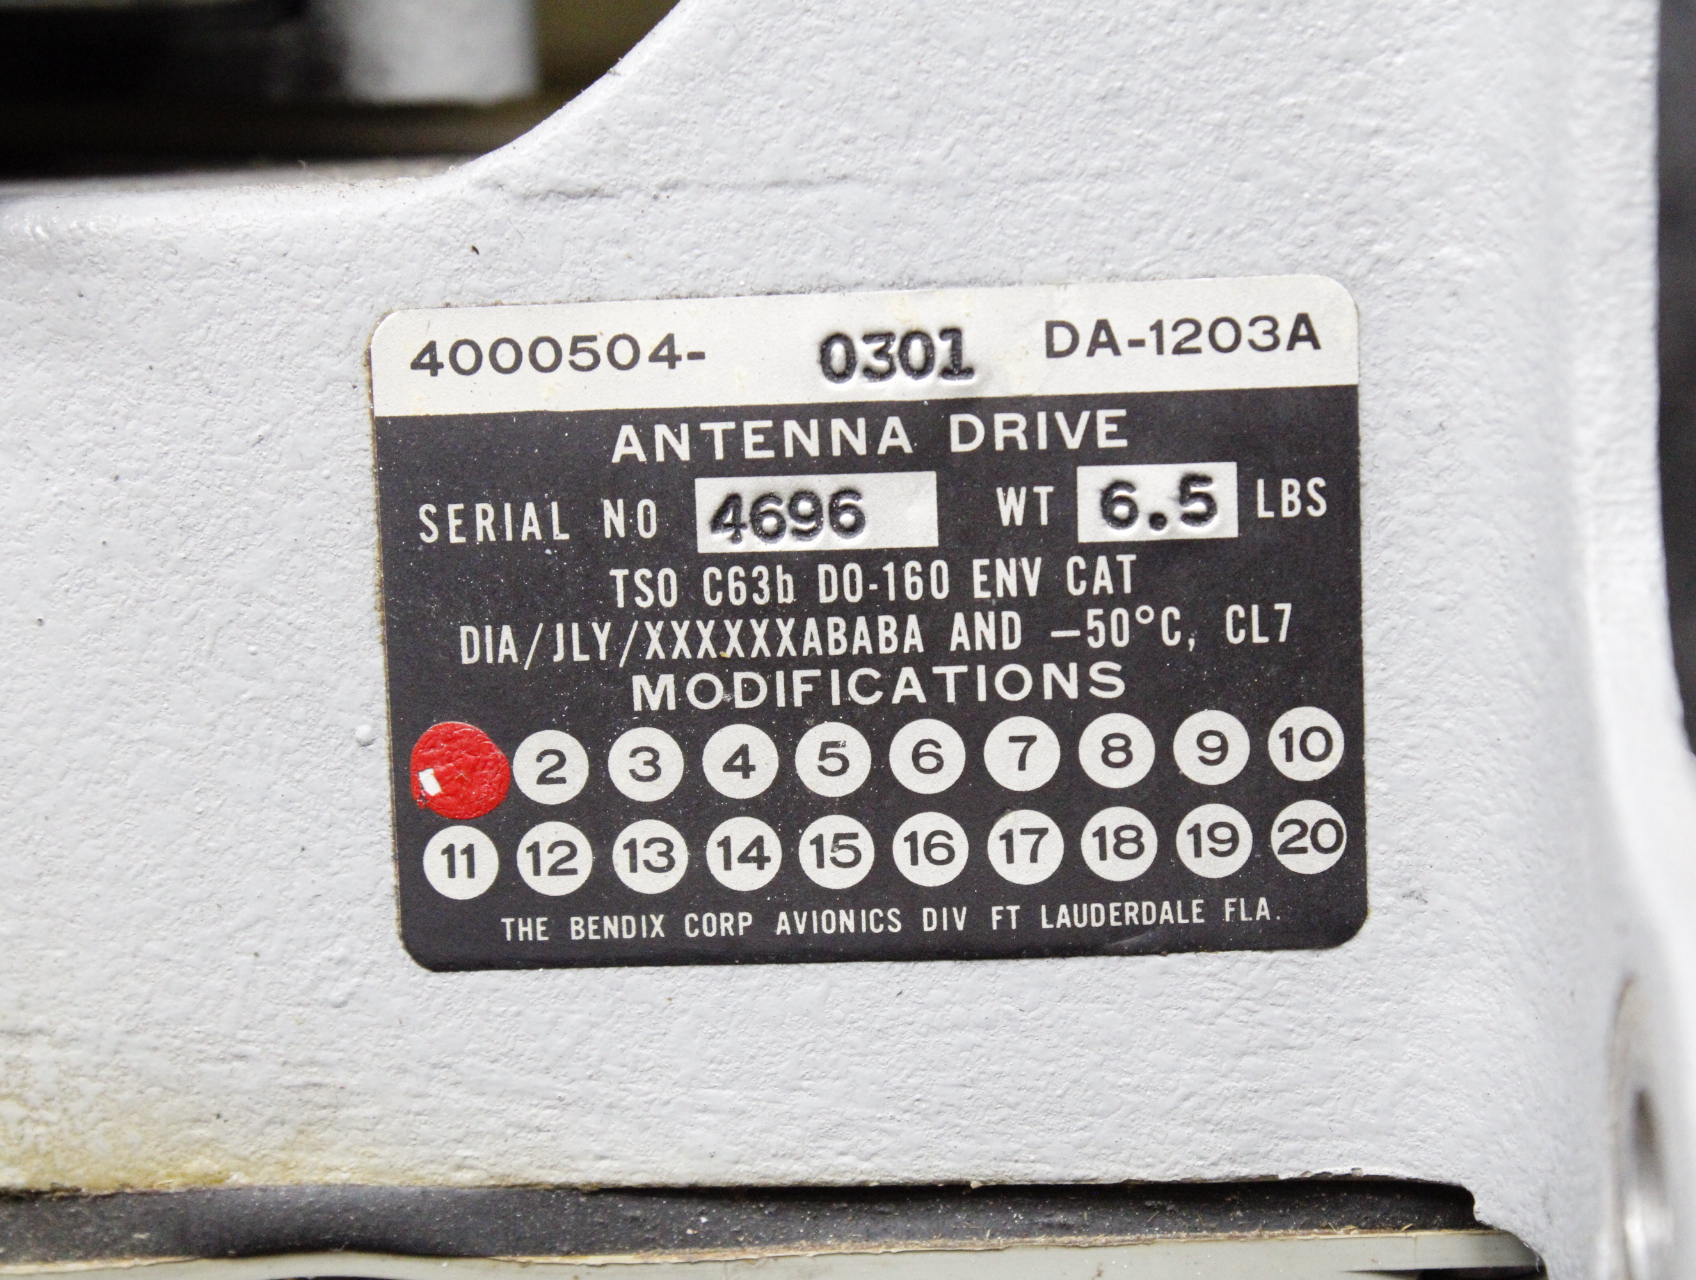 4000504- 0301 DA-1203A
ANTENNA DRIVE
SERIAL NO 4696 WT 6.5 LBS
TSO C63b DO-160 ENV CAT
DIA/JLY/XXXXXXABABA AND -50°C, CL7
MODIFICATIONS
2 3 4 5 6 7 8 9 10
11 12 13 14 15 16 17 18 19 20
THE BENDIX CORP AVIONICS DIV FT LAUDERDALE FLA.